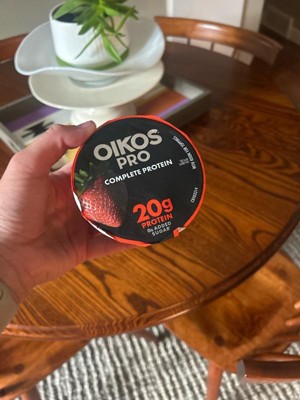 OIKOS
PRO
COMPLETE PROTEIN
20g
PROTEIN
0g ADDED
SUGAR*